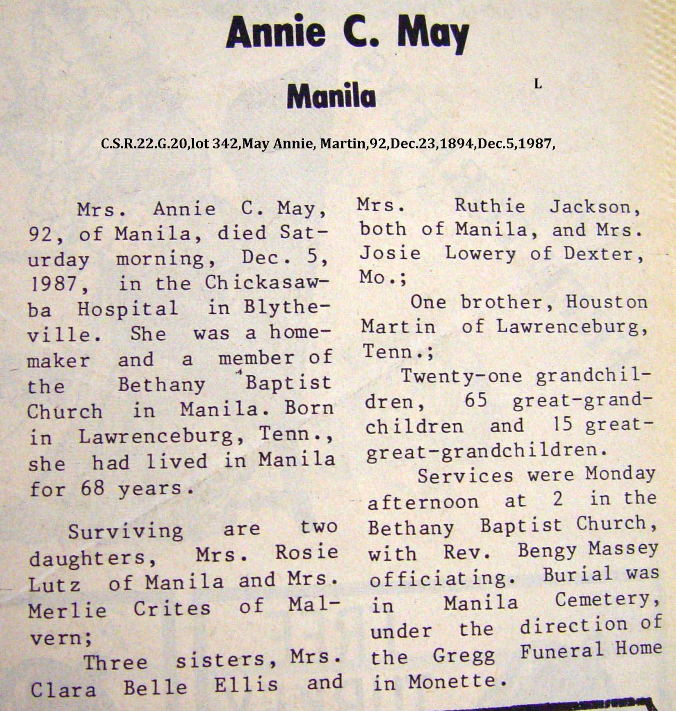 Annie C. May
Manila
L
C.S.R.22.G.20,lot 342,May Annie, Martin,92,Dec.23,1894,Dec.5,1987,
Mrs. Annie C. May,
92, of Manila, died Sat-
urday morning, Dec. 5,
1987, in the Chickasaw-
ba Hospital in Blythe-
ville. She was a home-
maker and a member of
the Bethany Baptist
Church in Manila. Born
in Lawrenceburg, Tenn.,
she had lived in Manila
for 68 years.
Surviving are two
daughters, Mrs. Rosie
Lutz of Manila and Mrs.
Merlie Crites of Mal-
vern;
Three sisters, Mrs.
Clara Belle Ellis and
Mrs. Ruthie Jackson,
both of Manila, and Mrs.
Josie Lowery of Dexter,
Mo.;
One brother, Houston
Martin of Lawrenceburg,
Tenn.;
Twenty-one grandchil-
dren, 65 great-grand-
children and 15 great-
great-grandchildren.
Services were Monday
afternoon at 2 in the
Bethany Baptist Church,
with Rev. Bengy Massey
officiating. Burial was
in Manila Cemetery,
under the direction of
the Gregg Funeral Home
in Monette.